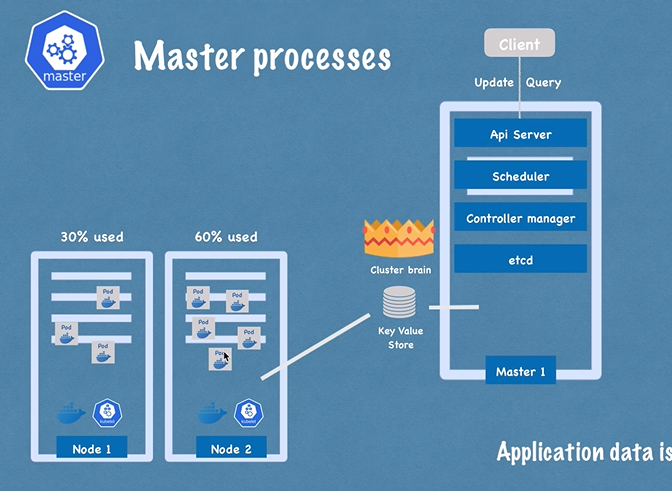 master
Master processes
Client
Update Query
Api Server
Scheduler
Controller manager
etcd
Master 1
Cluster brain
Key Value
Store
30% used
60% used
Pod
Pod
Pod
Pod
Pod
Pod
Pod
Pod
kubelet
kubelet
Node 1
Node 2
Application data is